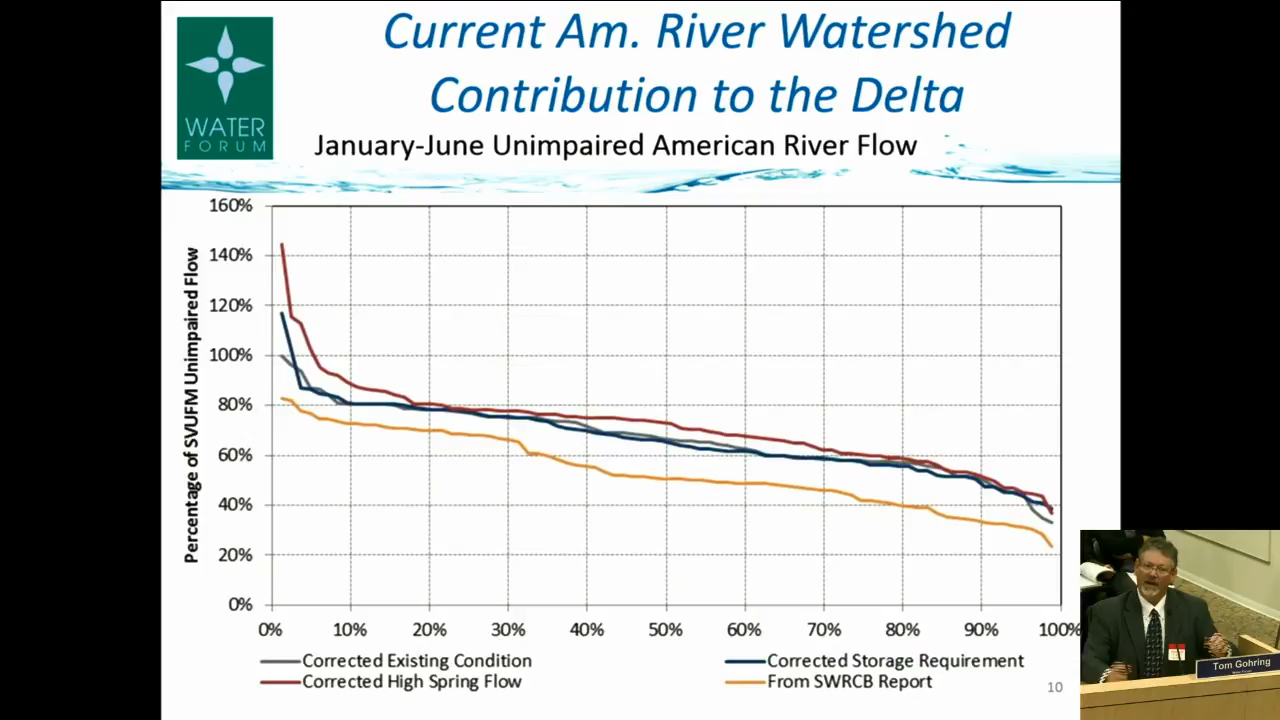 Current Am. River Watershed
Contribution to the Delta
WATER
FORUM
January-June Unimpaired American River Flow
Percentage of SVUFM Unimpaired Flow
160%
140%
120%
100%
80%
60%
40%
20%
0%
0% 10% 20% 30% 40% 50% 60% 70% 80% 90% 100%
Corrected Existing Condition
Corrected Storage Requirement
Corrected High Spring Flow
From SWRCB Report
10
Tom Gohring